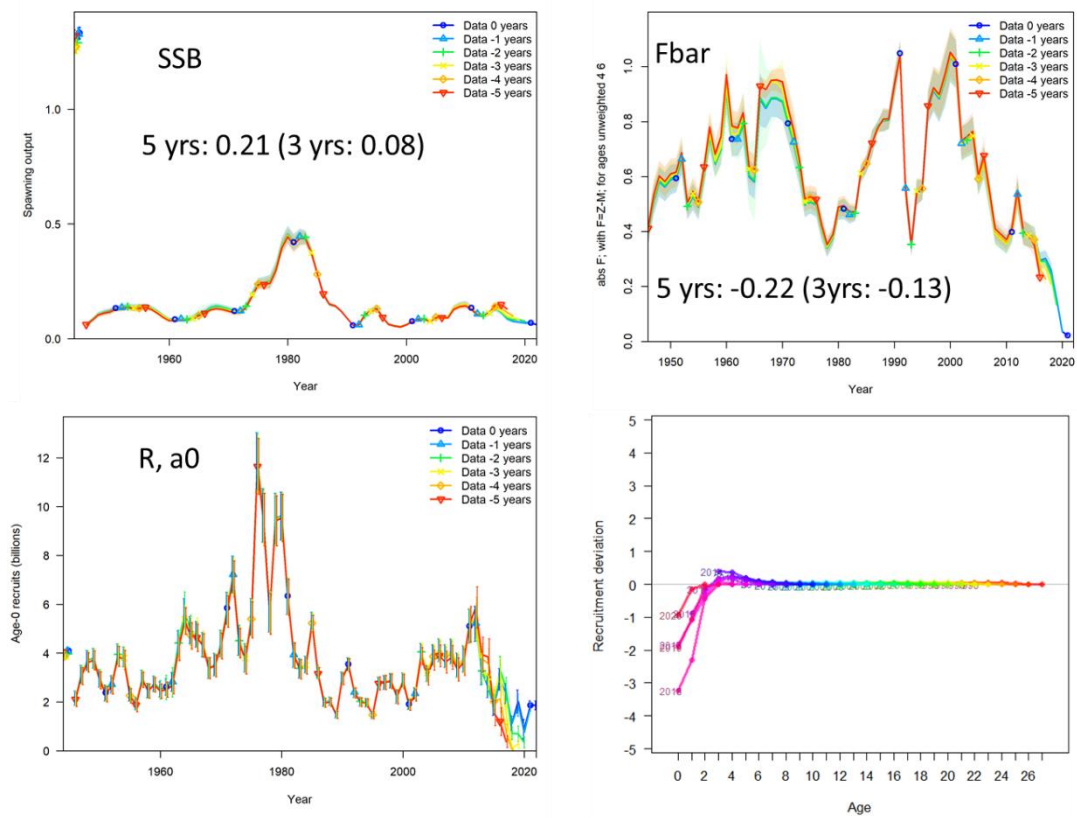 SSB
5 yrs: 0.21 (3 yrs: 0.08)
Data 0 years
Data -1 years
Data -2 years
Data -3 years
Data -4 years
Data -5 years
Spawning output
0.0
0.5
1.0
1960
1980
2000
2020
Year
Fbar
5 yrs: -0.22 (3yrs: -0.13)
Data 0 years
Data -1 years
Data -2 years
Data -3 years
Data -4 years
Data -5 years
abs F; with F=Z-M; for ages unweighted 4 6
0.0
0.2
0.4
0.6
0.8
1.0
1950
1960
1970
1980
1990
2000
2010
2020
Year
R, a0
Data 0 years
Data -1 years
Data -2 years
Data -3 years
Data -4 years
Data -5 years
Age-0 recruits (billions)
0
2
4
6
8
10
12
1960
1980
2000
2020
Year
Recruitment deviation
5
4
3
2
1
0
-1
-2
-3
-4
-5
0
2
4
6
8
10
12
14
16
18
20
22
24
26
Age